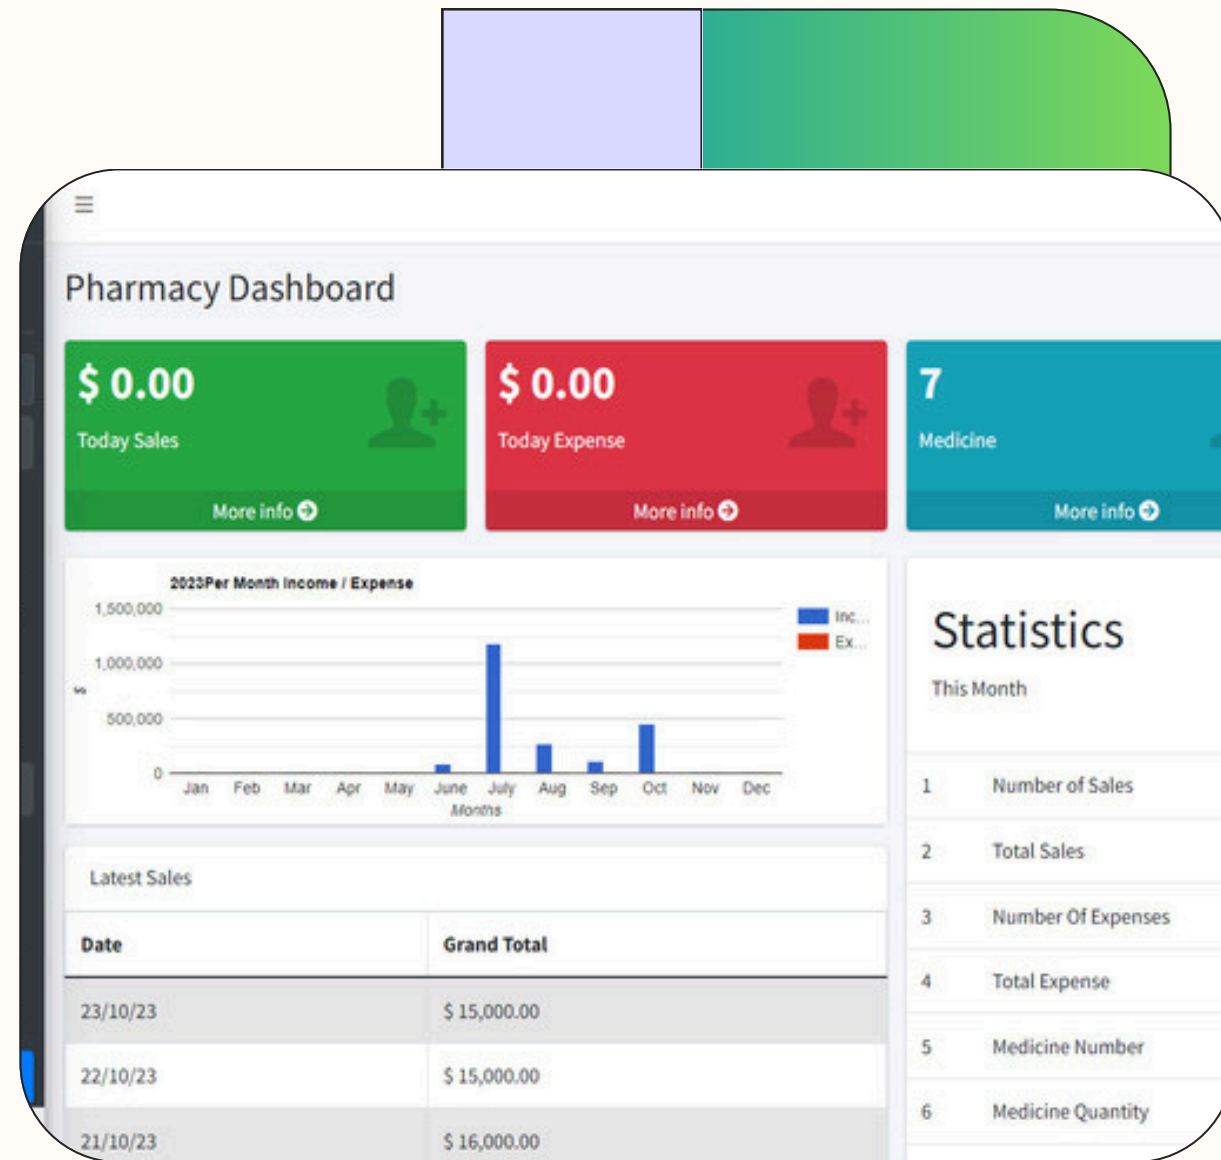 Pharmacy Dashboard
$ 0.00
Today Sales
More info
$ 0.00
Today Expense
More info
7
Medicine
More info
2023Per Month Income / Expense
1,500,000
1,000,000
500,000
0
$
Jan Feb Mar Apr May June July Aug Sep Oct Nov Dec
Months
Inc...
Ex...
Latest Sales
Date Grand Total
23/10/23 $ 15,000.00
22/10/23 $ 15,000.00
21/10/23 $ 16,000.00
Statistics
This Month
1 Number of Sales
2 Total Sales
3 Number Of Expenses
4 Total Expense
5 Medicine Number
6 Medicine Quantity